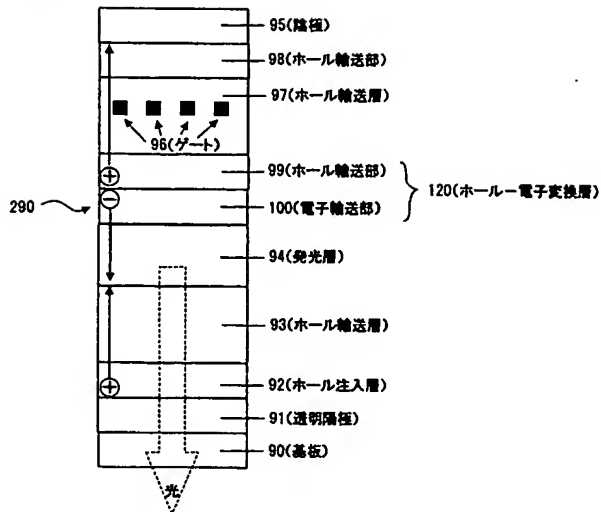 95(陰極)
98(ホール輸送部)
97(ホール輸送層)
96(ゲート)
99(ホール輸送部)
120(ホールー電子変換層)
290
100(電子輸送部)
94(発光層)
93(ホール輸送層)
92(ホール注入層)
91(透明陽極)
90(基板)
光